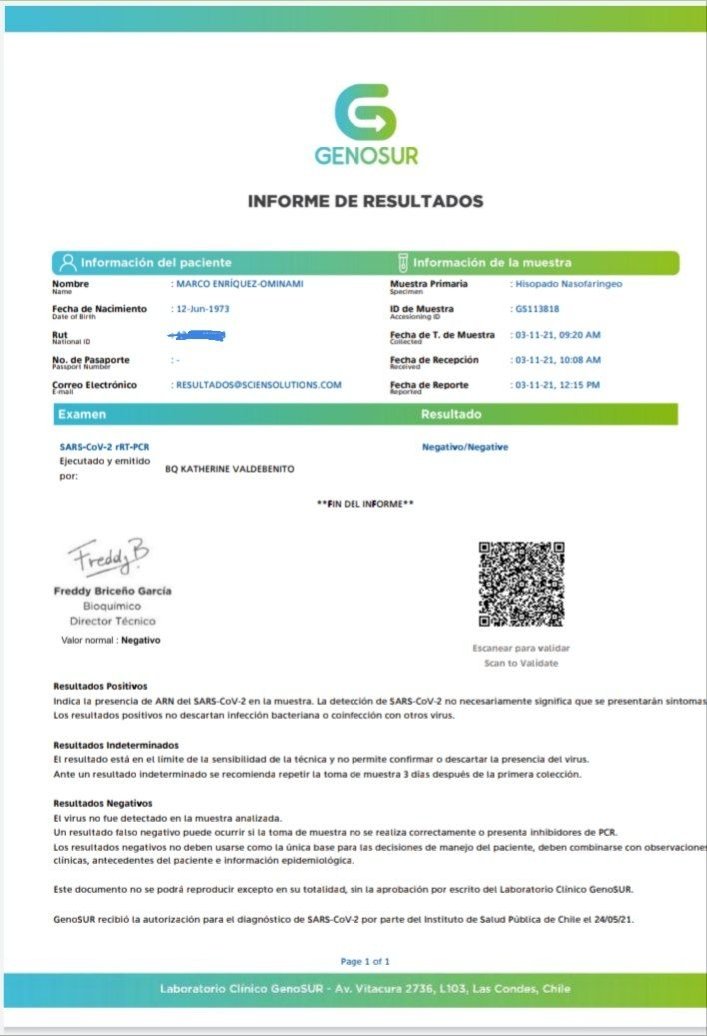 GENOSUR
INFORME DE RESULTADOS
Información del paciente
Nombre : MARCO ENRÍQUEZ-OMINAMI
Name
Fecha de Nacimiento : 12-Jun-1973
Date of Birth
Rut
National ID
No. de Pasaporte : -
Passport Number
Correo Electrónico : RESULTADOS@SCIENSOLUTIONS.COM
E-mail
Información de la muestra
Muestra Primaria : Hisopado Nasofaringeo
Specimen
ID de Muestra : GS113818
Accesioning ID
Fecha de T. de Muestra : 03-11-21, 09:20 AM
Collected
Fecha de Recepción : 03-11-21, 10:08 AM
Received
Fecha de Reporte : 03-11-21, 12:15 PM
Reported
Examen Resultado
SARS-CoV-2 rRT-PCR Negativo/Negative
Ejecutado y emitido
por: BQ KATHERINE VALDEBENITO
**FIN DEL INFORME**
Freddy B
Freddy Briceño García
Bioquímico
Director Técnico
Valor normal : Negativo
Escanear para validar
Scan to Validate
Resultados Positivos
Indica la presencia de ARN del SARS-CoV-2 en la muestra. La detección de SARS-CoV-2 no necesariamente significa que se presentarán síntomas
Los resultados positivos no descartan infección bacteriana o coinfección con otros virus.
Resultados Indeterminados
El resultado está en el límite de la sensibilidad de la técnica y no permite confirmar o descartar la presencia del virus.
Ante un resultado indeterminado se recomienda repetir la toma de muestra 3 días después de la primera colección.
Resultados Negativos
El virus no fue detectado en la muestra analizada.
Un resultado falso negativo puede ocurrir si la toma de muestra no se realiza correctamente o presenta inhibidores de PCR.
Los resultados negativos no deben usarse como la única base para las decisiones de manejo del paciente, deben combinarse con observaciones
clínicas, antecedentes del paciente e información epidemiológica.
Este documento no se podrá reproducir excepto en su totalidad, sin la aprobación por escrito del Laboratorio Clínico GenoSUR.
GenoSUR recibió la autorización para el diagnóstico de SARS-CoV-2 por parte del Instituto de Salud Pública de Chile el 24/05/21.
Page 1 of 1
Laboratorio Clínico GenoSUR - Av. Vitacura 2736, L103, Las Condes, Chile